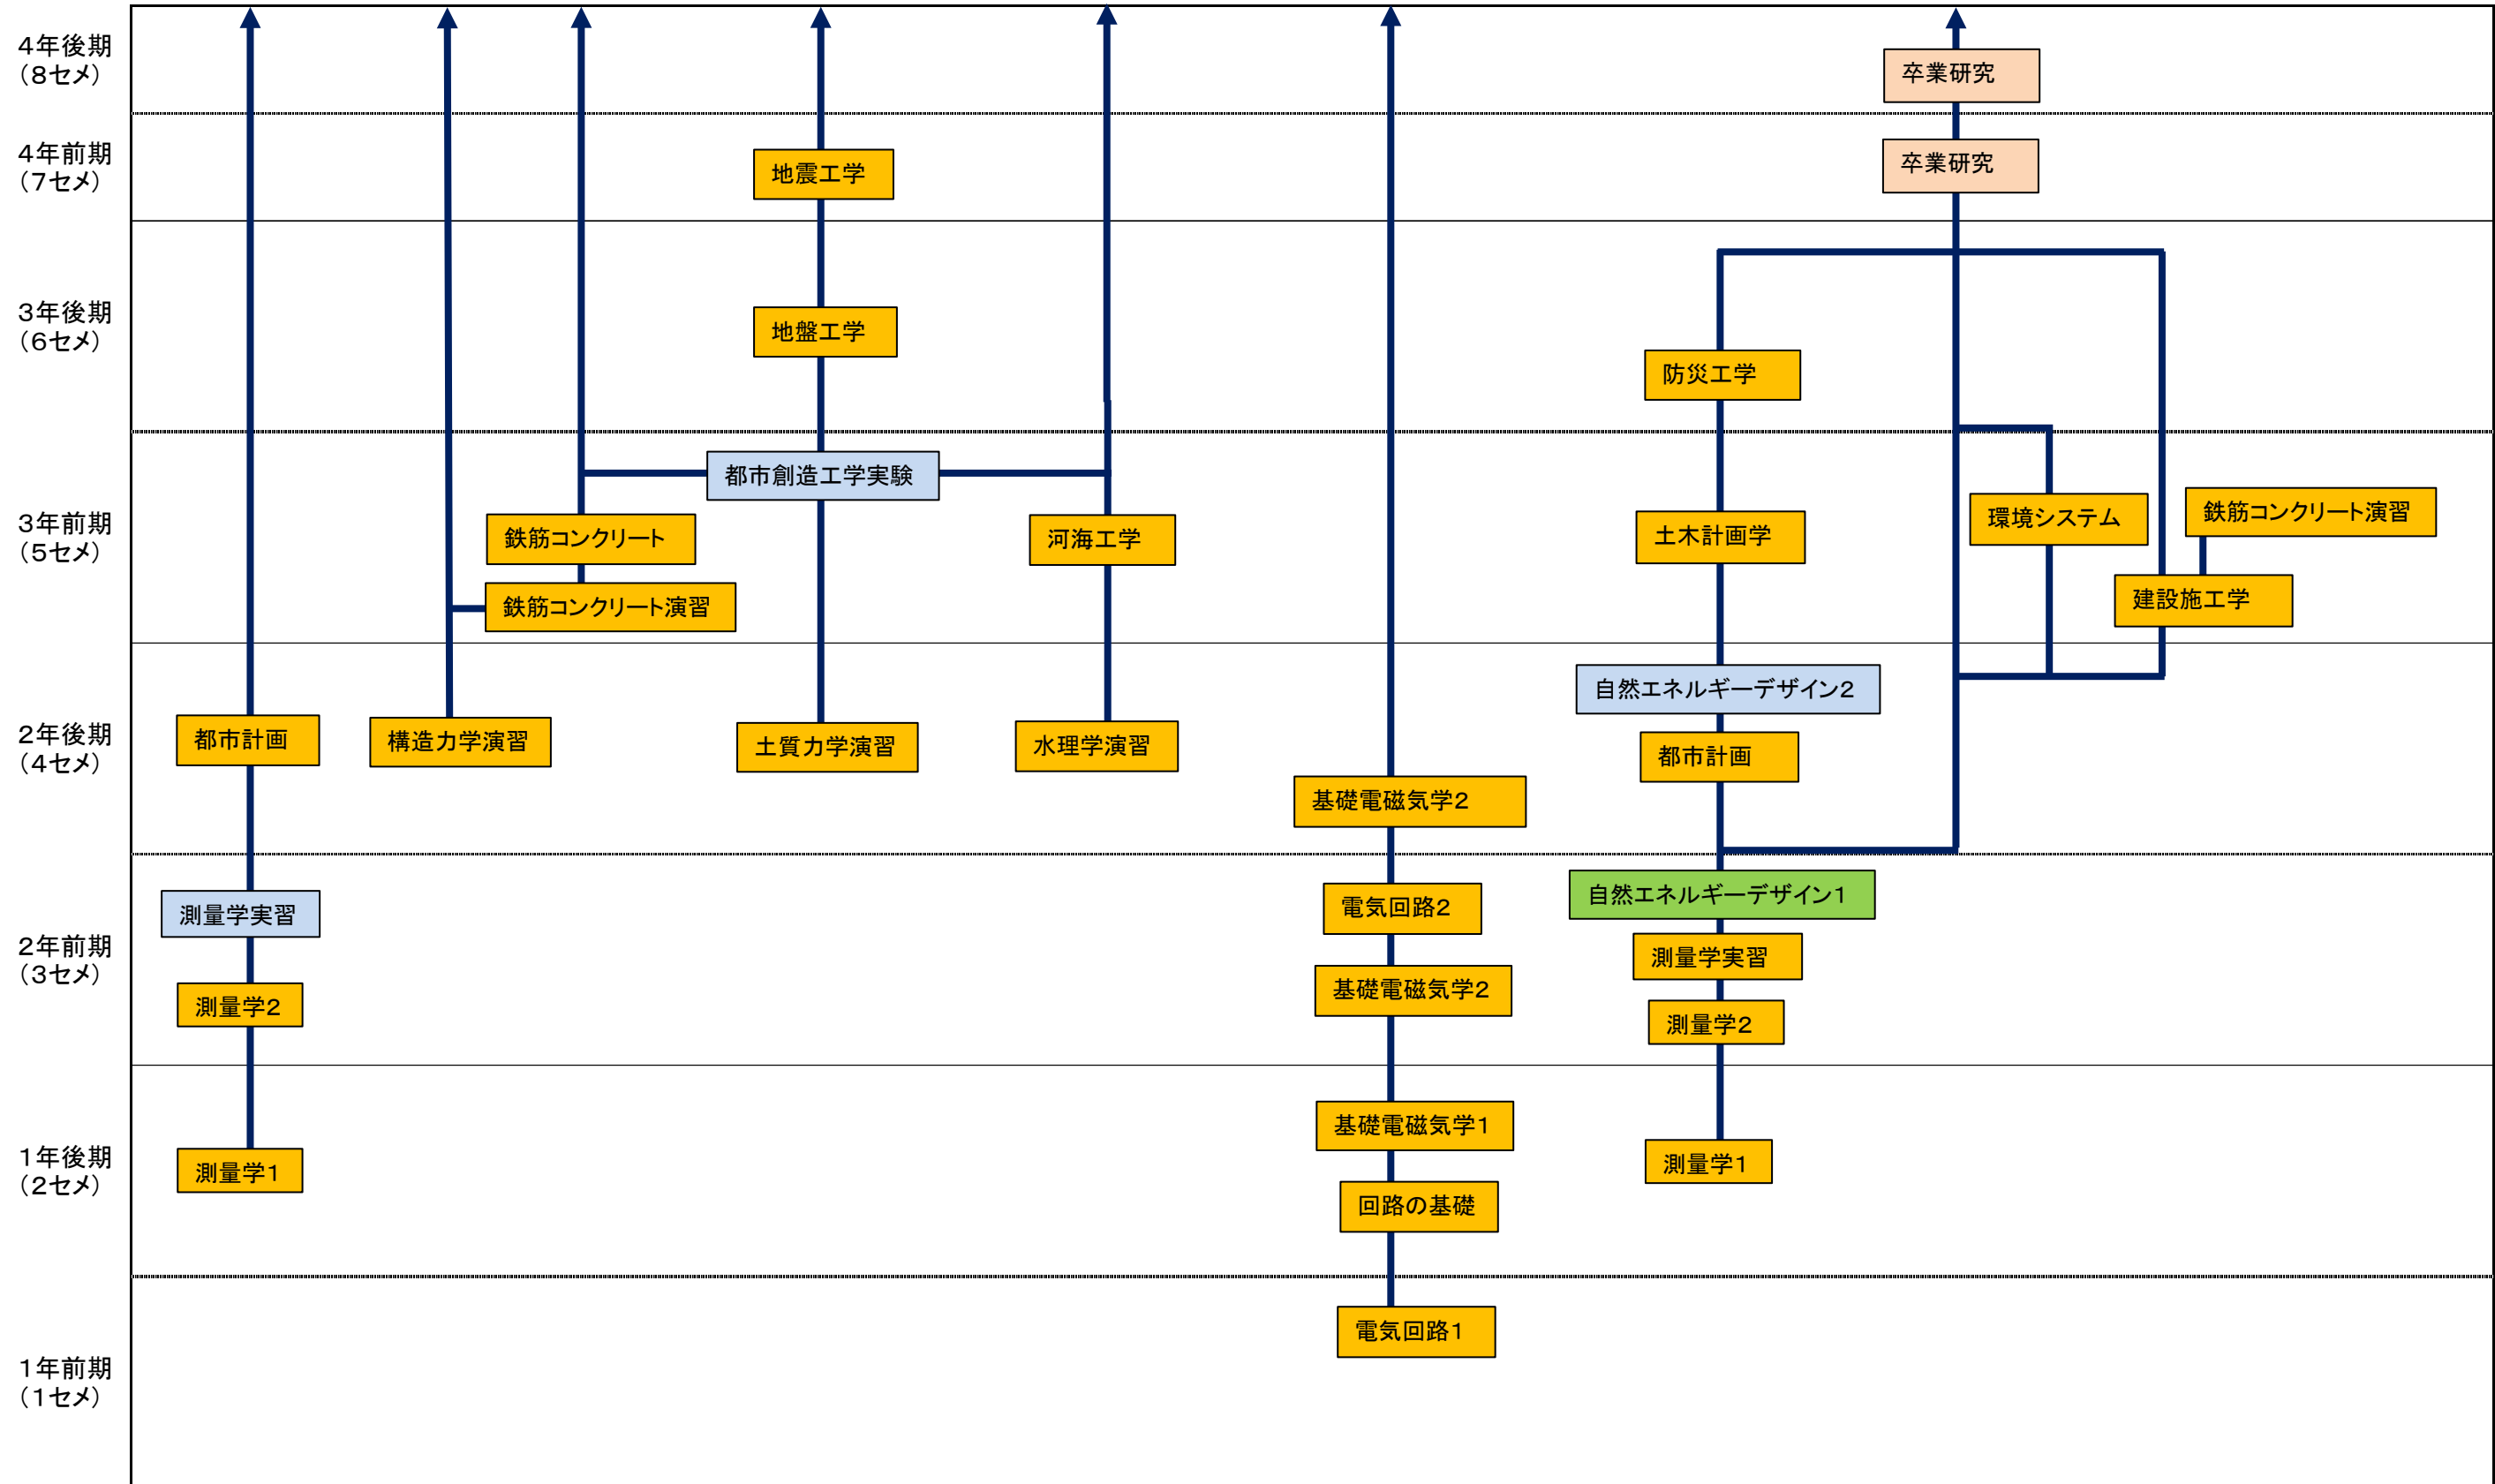 4年後期
（8セメ）
卒業研究
4年前期
（7セメ）
地震工学
卒業研究
3年後期
（6セメ）
地盤工学
防災工学
3年前期
（5セメ）
都市創造工学実験
鉄筋コンクリート
河海工学
土木計画学
環境システム
鉄筋コンクリート演習
鉄筋コンクリート演習
建設施工学
2年後期
（4セメ）
自然エネルギーデザイン2
都市計画
構造力学演習
土質力学演習
水理学演習
都市計画
基礎電磁気学2
2年前期
（3セメ）
測量学実習
電気回路2
自然エネルギーデザイン1
測量学実習
測量学2
基礎電磁気学2
測量学2
1年後期
（2セメ）
基礎電磁気学1
測量学1
測量学1
回路の基礎
1年前期
（1セメ）
電気回路1